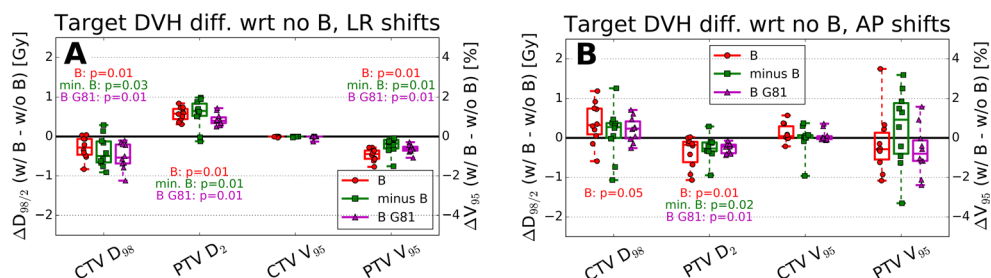 Target DVH diff. wrt no B, LR shifts
A
ΔD98/2 (w/ B - w/o B) [Gy]
2
1
0
−1
−2
B: p=0.01
min. B: p=0.03
B G81: p=0.01
B: p=0.01
min. B: p=0.01
B G81: p=0.01
B: p=0.01
min. B: p=0.01
B G81: p=0.01
B
minus B
B G81
4
2
0
−2
−4
ΔV95 (w/ B - w/o B) [%]
CTV D98
PTV D2
CTV V95
PTV V95
Target DVH diff. wrt no B, AP shifts
B
ΔD98/2 (w/ B - w/o B) [Gy]
2
1
0
−1
−2
B
minus B
B G81
B: p=0.05
B: p=0.01
min. B: p=0.02
B G81: p=0.01
4
2
0
−2
−4
ΔV95 (w/ B - w/o B) [%]
CTV D98
PTV D2
CTV V95
PTV V95